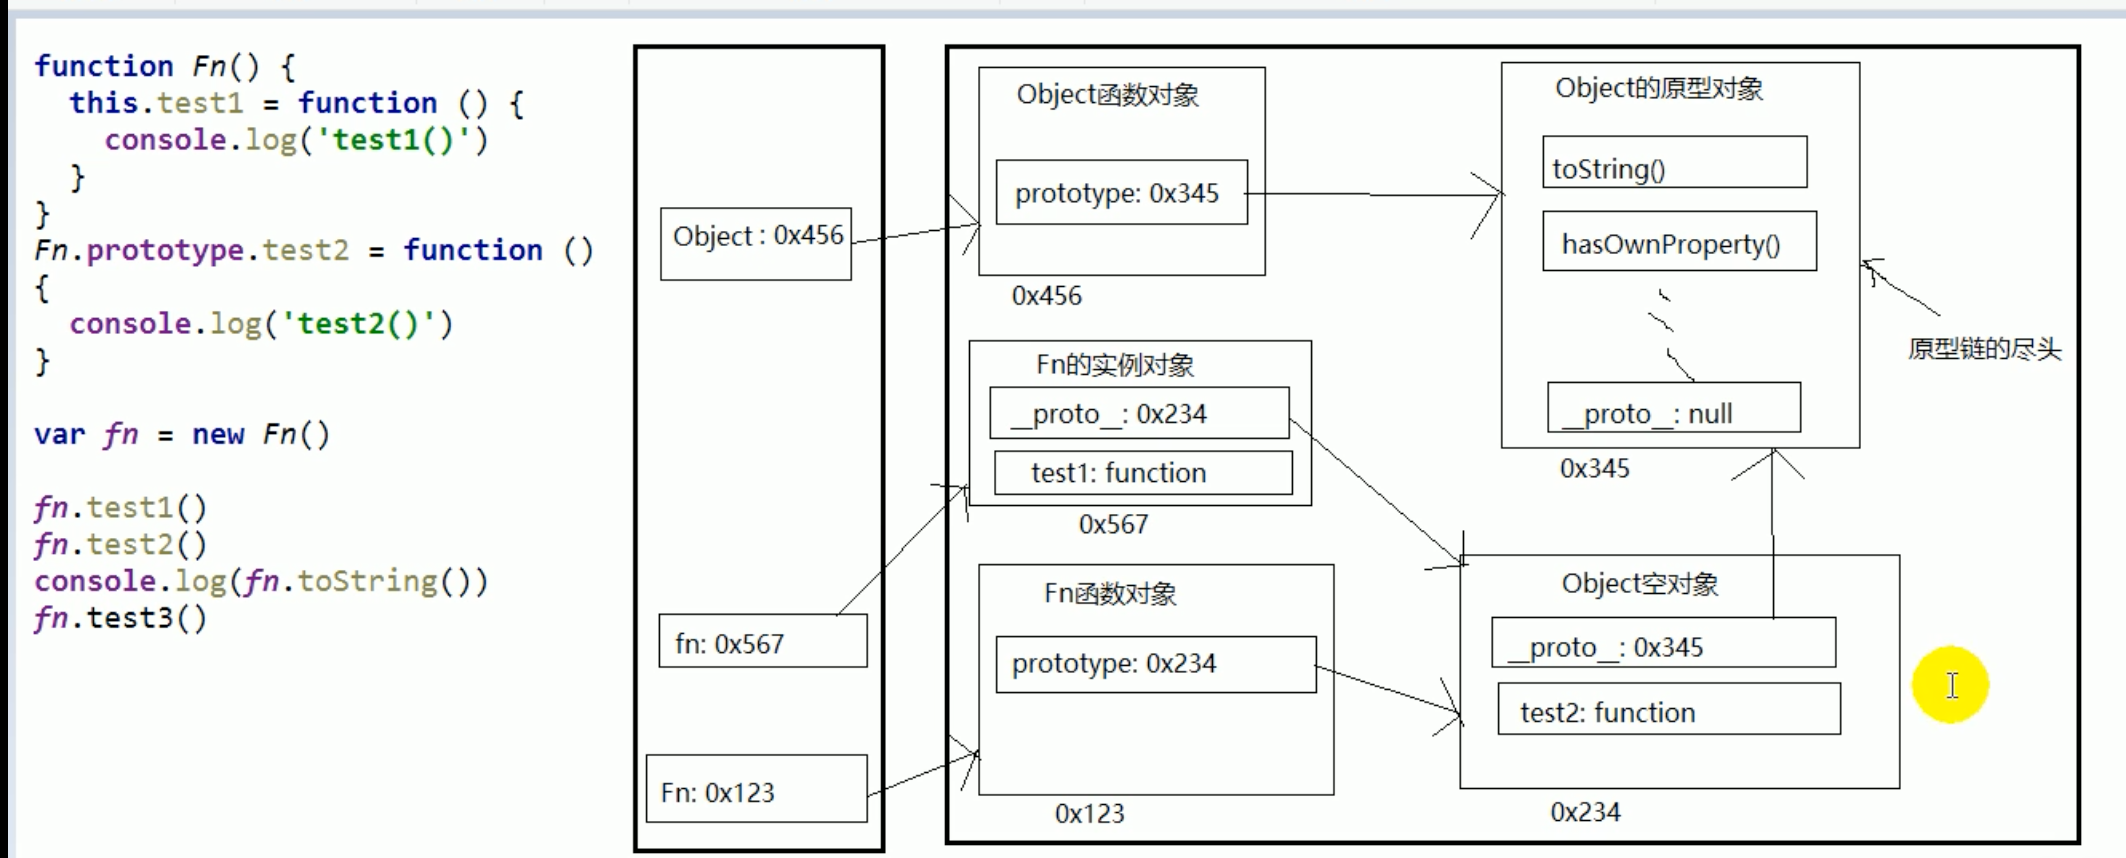 function Fn() {
this.test1 = function () {
console.log('test1()')
}
}
Fn.prototype.test2 = function ()
{
console.log('test2()')
}
var fn = new Fn()
fn.test1()
fn.test2()
console.log(fn.toString())
fn.test3()
Object : 0x456
fn: 0x567
Fn: 0x123
Object函数对象
prototype: 0x345
0x456
Fn的实例对象
__proto__: 0x234
test1: function
0x567
Fn函数对象
prototype: 0x234
0x123
Object的原型对象
toString()
hasOwnProperty()
__proto__: null
0x345
原型链的尽头
Object空对象
__proto__: 0x345
test2: function
0x234